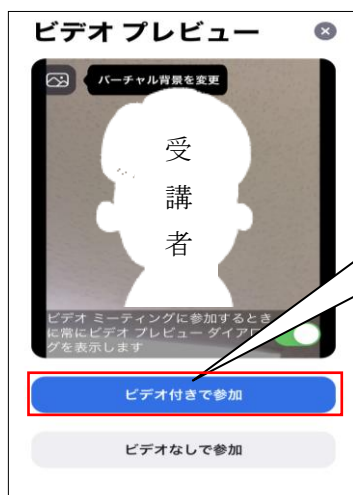 ビデオ プレビュー
バーチャル背景を変更
受
講
者
ビデオ ミーティングに参加するとき
に常にビデオ プレビュー ダイアロ
グを表示します
ビデオ付きで参加
ビデオなしで参加